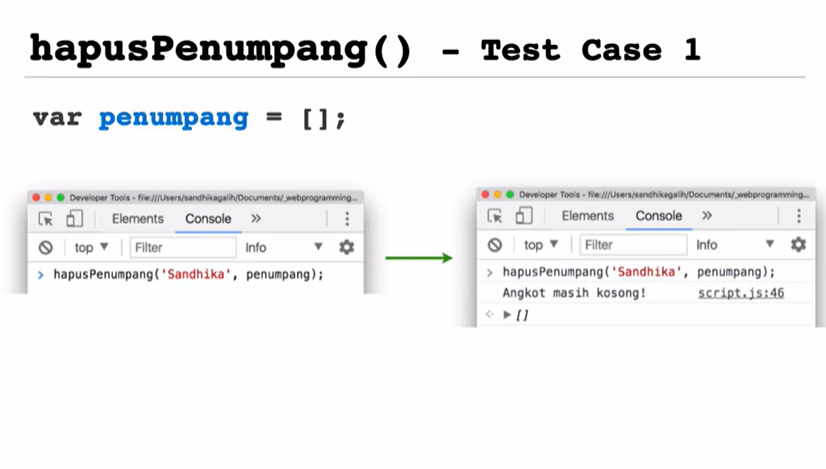 hapusPenumpang() – Test Case 1
var penumpang = [];
Developer Tools - file:///Users/sandhikagalih/Documents/_webprogramming...
Elements Console »
top ▼ Filter Info ▼
> hapusPenumpang('Sandhika', penumpang);
Developer Tools - file:///Users/sandhikagalih/Documents/_webprogramming...
Elements Console »
top ▼ Filter Info ▼
> hapusPenumpang('Sandhika', penumpang);
Angkot masih kosong! script.js:46
▶ []